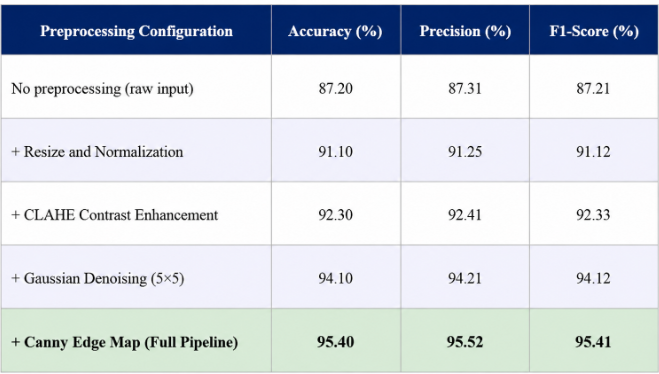 Preprocessing Configuration Accuracy (%) Precision (%) F1-Score (%)
No preprocessing (raw input) 87.20 87.31 87.21
+ Resize and Normalization 91.10 91.25 91.12
+ CLAHE Contrast Enhancement 92.30 92.41 92.33
+ Gaussian Denoising (5×5) 94.10 94.21 94.12
+ Canny Edge Map (Full Pipeline) 95.40 95.52 95.41